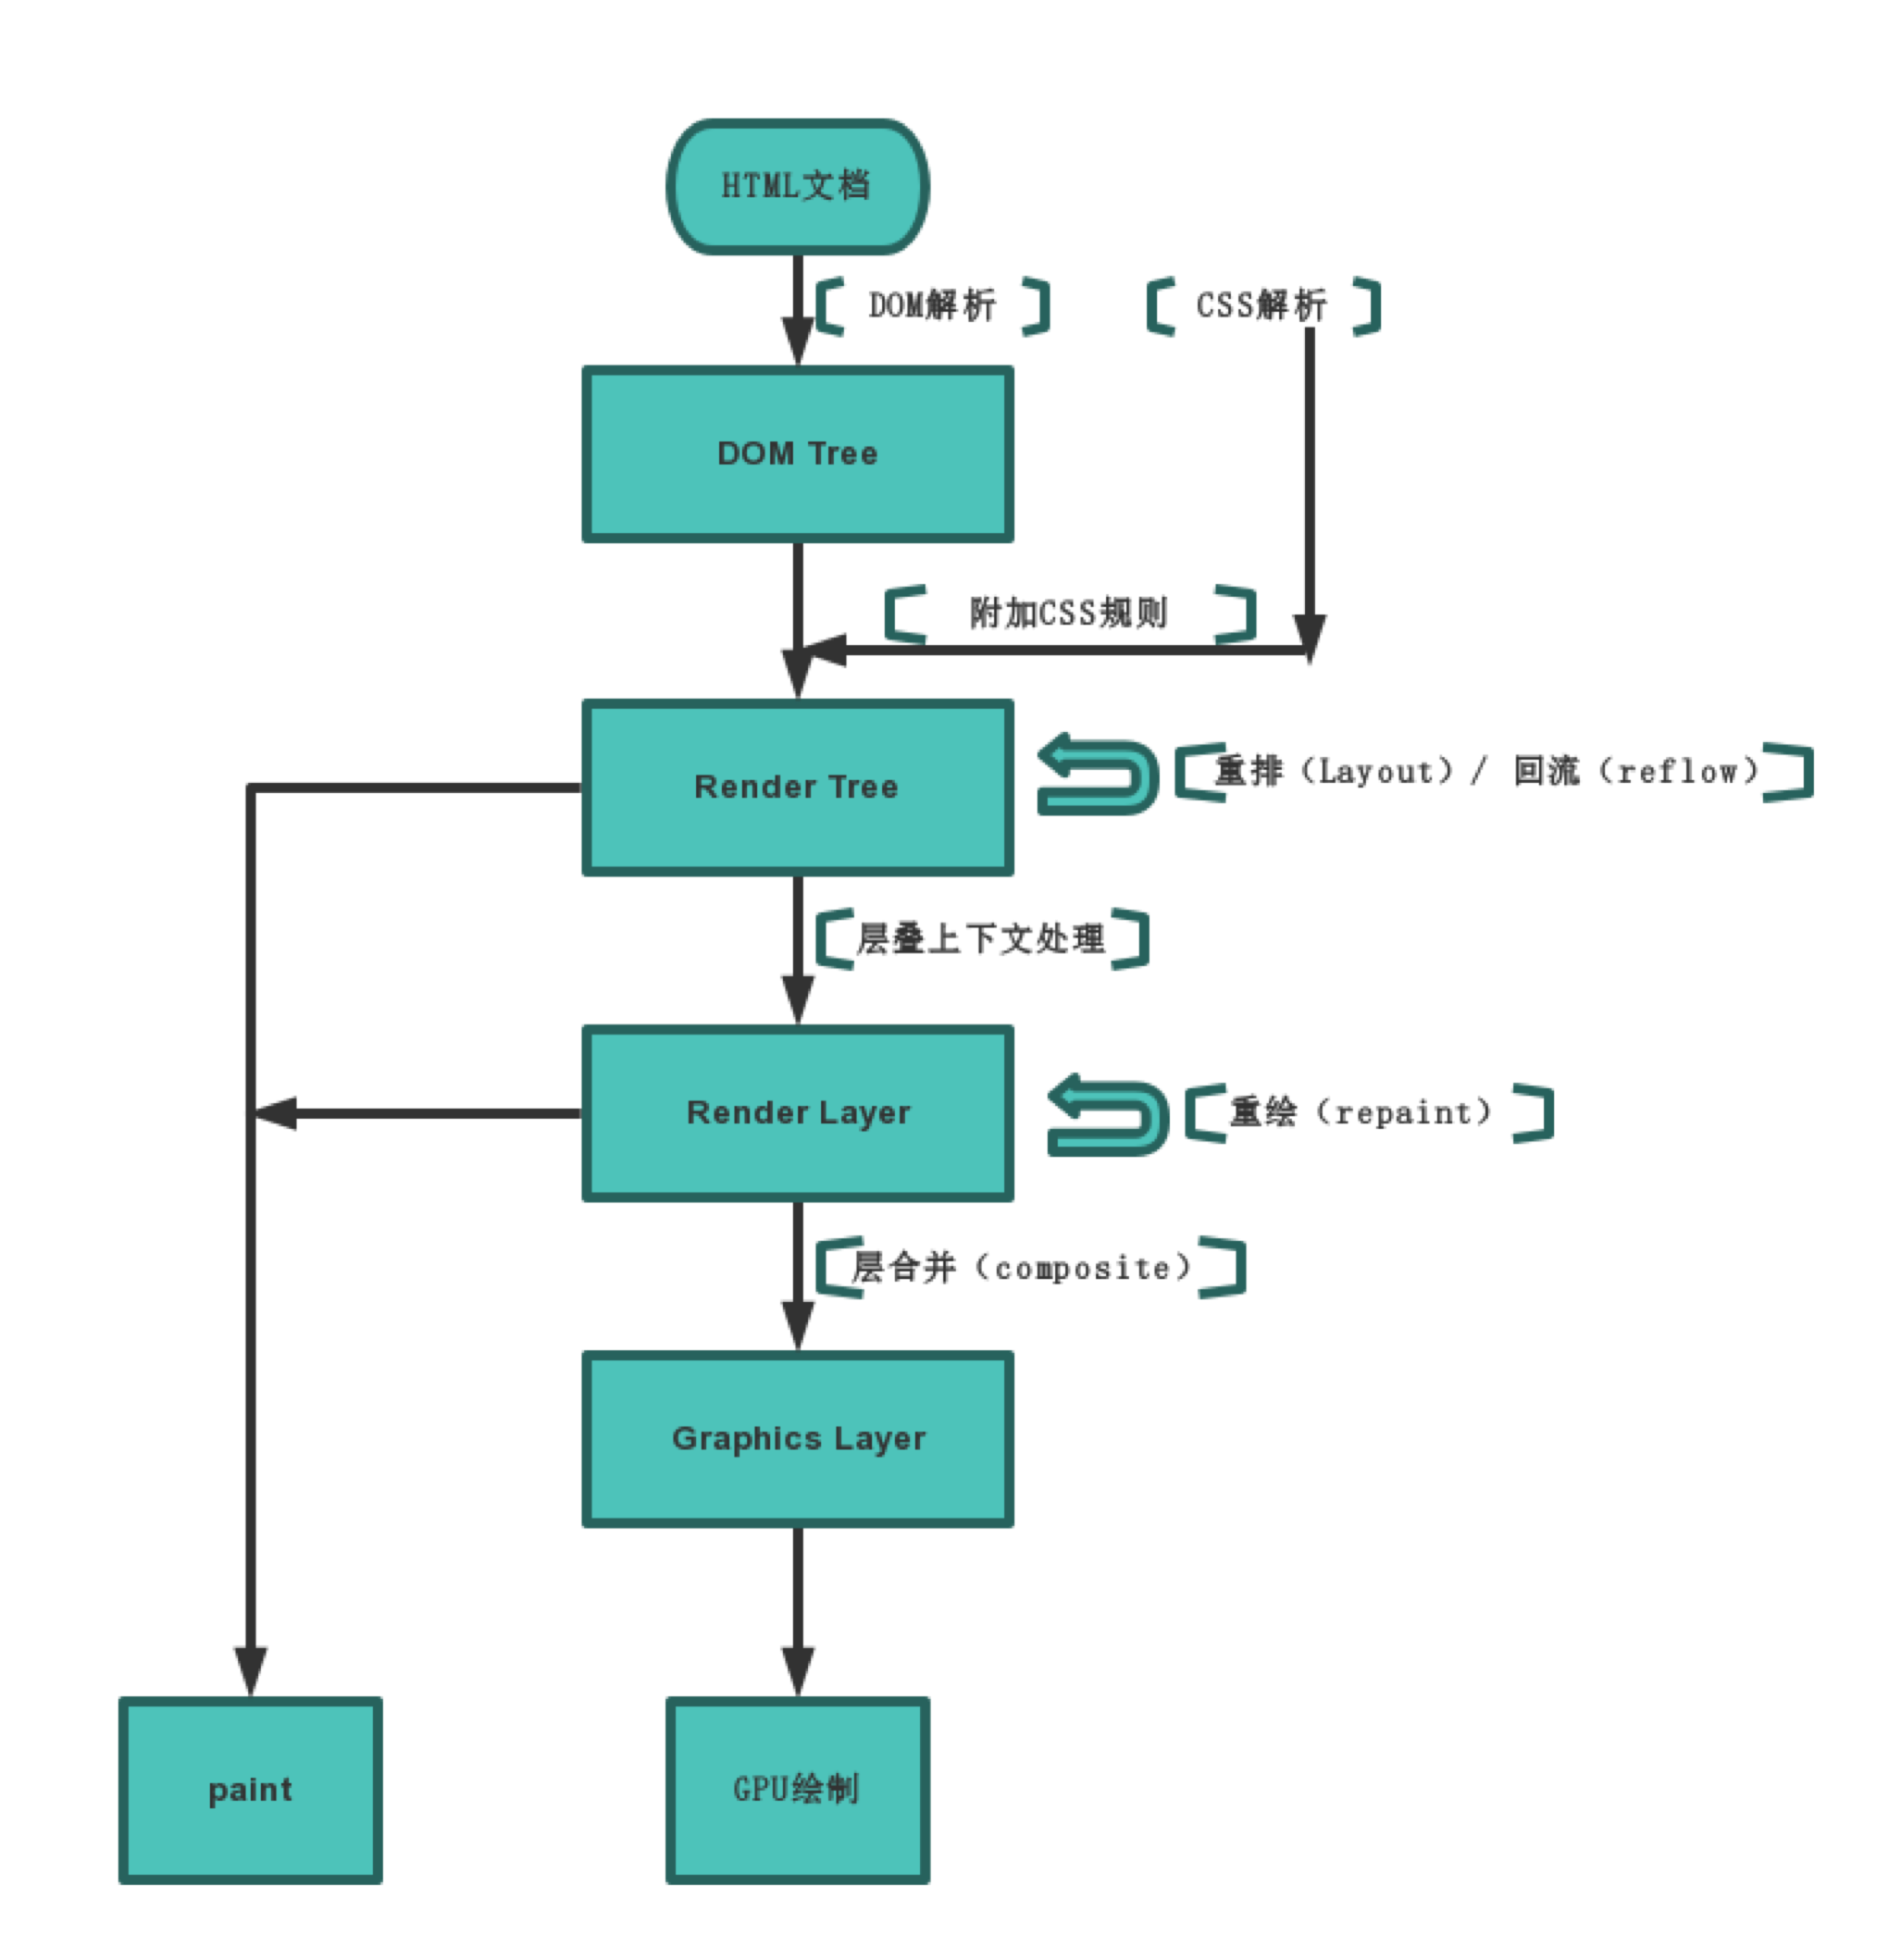 HTML文档
DOM解析
CSS解析
DOM Tree
附加CSS规则
Render Tree
重排（Layout）/ 回流（reflow）
层叠上下文处理
Render Layer
重绘（repaint）
层合并（composite）
Graphics Layer
paint
GPU绘制